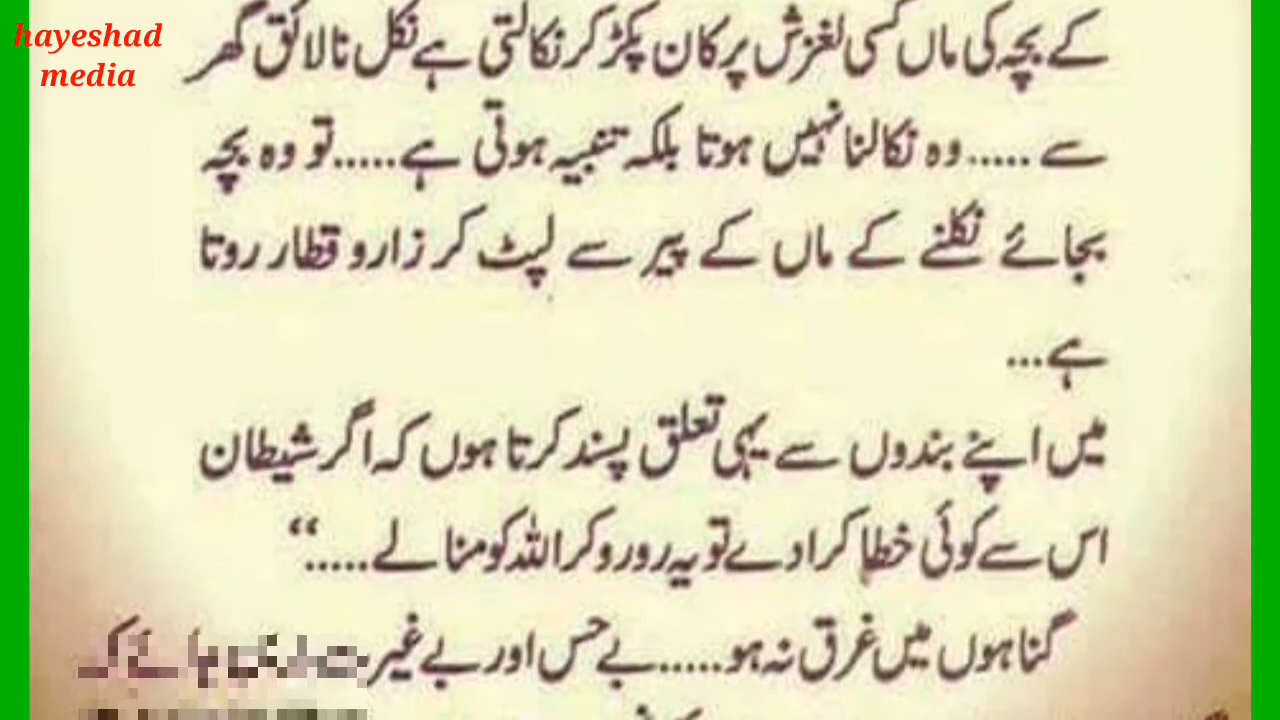 hayeshad
media
کے بچہ کی ماں کسی لغزش پر کان پکڑ کر نکالتی ہے نکل نالائق گھر
سے ..... وہ نکالنا نہیں ہوتا بلکہ تنبیہ ہوتی ہے.....تو وہ بچہ
بجائے نکلنے کے ماں کے پیر سے لپٹ کر زارو قطار روتا
ہے...
میں اپنے بندوں سے یہی تعلق پسند کرتا ہوں کہ اگر شیطان
اس سے کوئی خطا کرا دے تو یہ رو رو کر اللہ کو منا لے.....“
گناہوں میں غرق نہ ہو.....بے حس اور بے غیرت